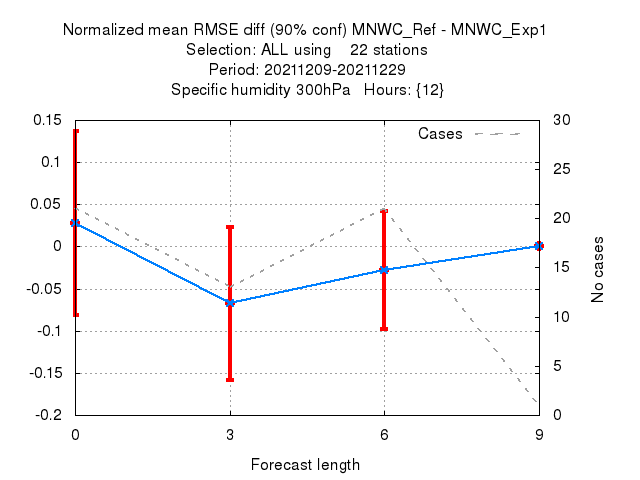 Normalized mean RMSE diff (90% conf) MNWC_Ref - MNWC_Exp1
Selection: ALL using    22 stations
Period: 20211209-20211229
Specific humidity 300hPa   Hours: {12}
Cases
0.15
0.1
0.05
0
-0.05
-0.1
-0.15
-0.2
30
25
20
15
10
5
0
No cases
0 3 6 9
Forecast length